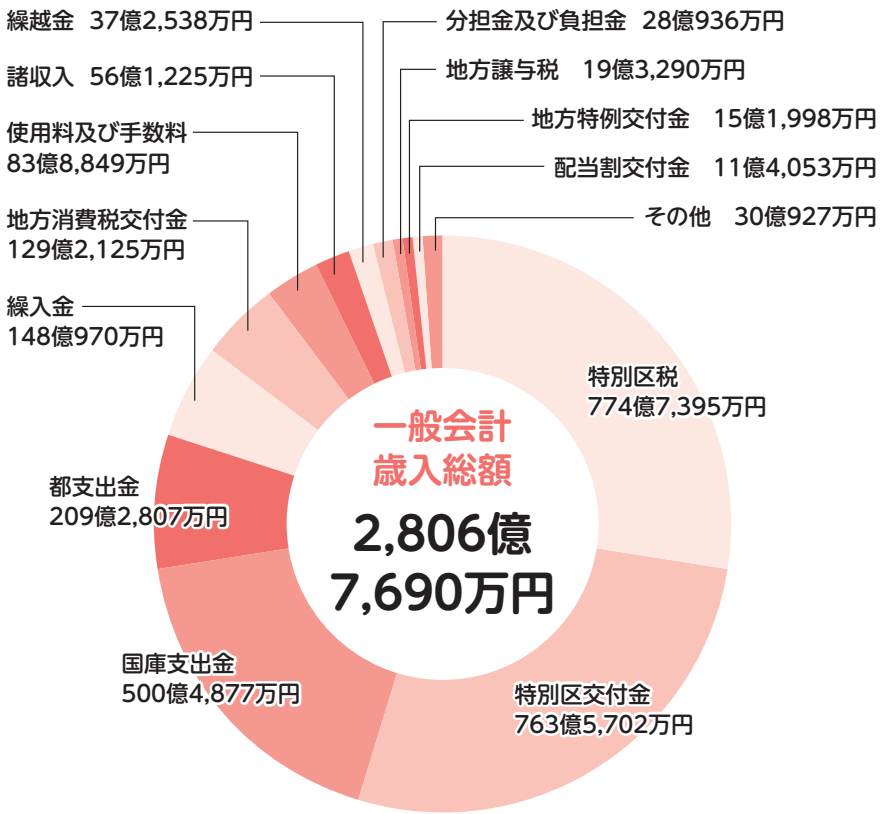 繰越金 37億2,538万円
諸収入 56億1,225万円
使用料及び手数料
83億8,849万円
地方消費税交付金
129億2,125万円
繰入金
148億970万円
都支出金
209億2,807万円
国庫支出金
500億4,877万円
分担金及び負担金 28億936万円
地方譲与税 19億3,290万円
地方特例交付金 15億1,998万円
配当割交付金 11億4,053万円
その他 30億927万円
特別区税
774億7,395万円
特別区交付金
763億5,702万円
一般会計
歳入総額
2,806億
7,690万円